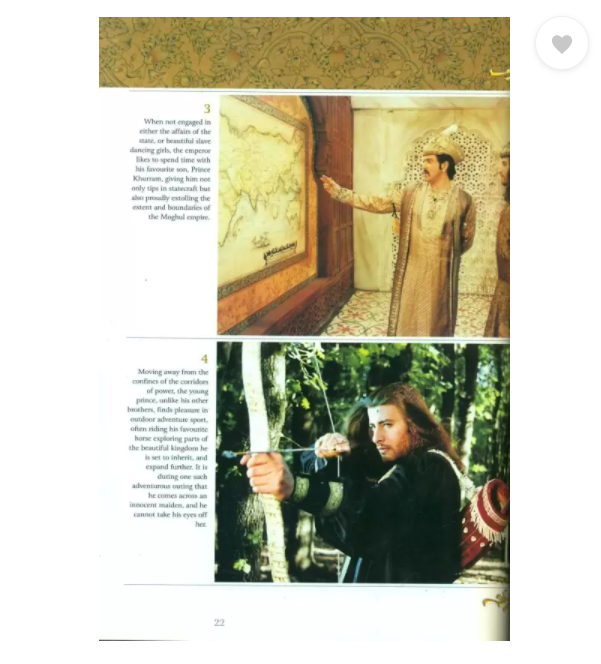 3
When not engaged in
either the affairs of the
state, or beautiful slave
dancing girls, the emperor
likes to spend time with
his favourite son, Prince
Khurram, giving him not
only tips in statecraft but
also proudly extolling the
extent and boundaries of
the Moghul empire.
4
Moving away from the
confines of the corridors
of power, the young
prince, unlike his other
brothers, finds pleasure in
outdoor adventure sport,
often riding his favourite
horse exploring parts of
the beautiful kingdom he
is set to inherit, and
expand further. It is
during one such
adventurous outing that
he comes across an
innocent maiden, and he
cannot take his eyes off
her.
22